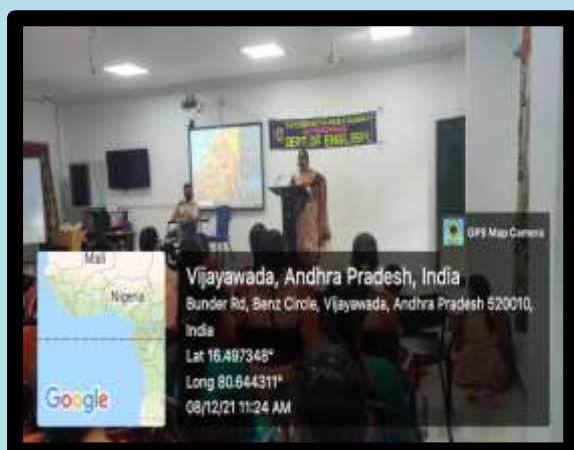 DEPT.OF ENGLISH
GPS Map Camera
Mali
Nigeria
Google
Vijayawada, Andhra Pradesh, India
Bunder Rd, Benz Circle, Vijayawada, Andhra Pradesh 520010,
India
Lat 16.497348°
Long 80.644311°
08/12/21 11:24 AM